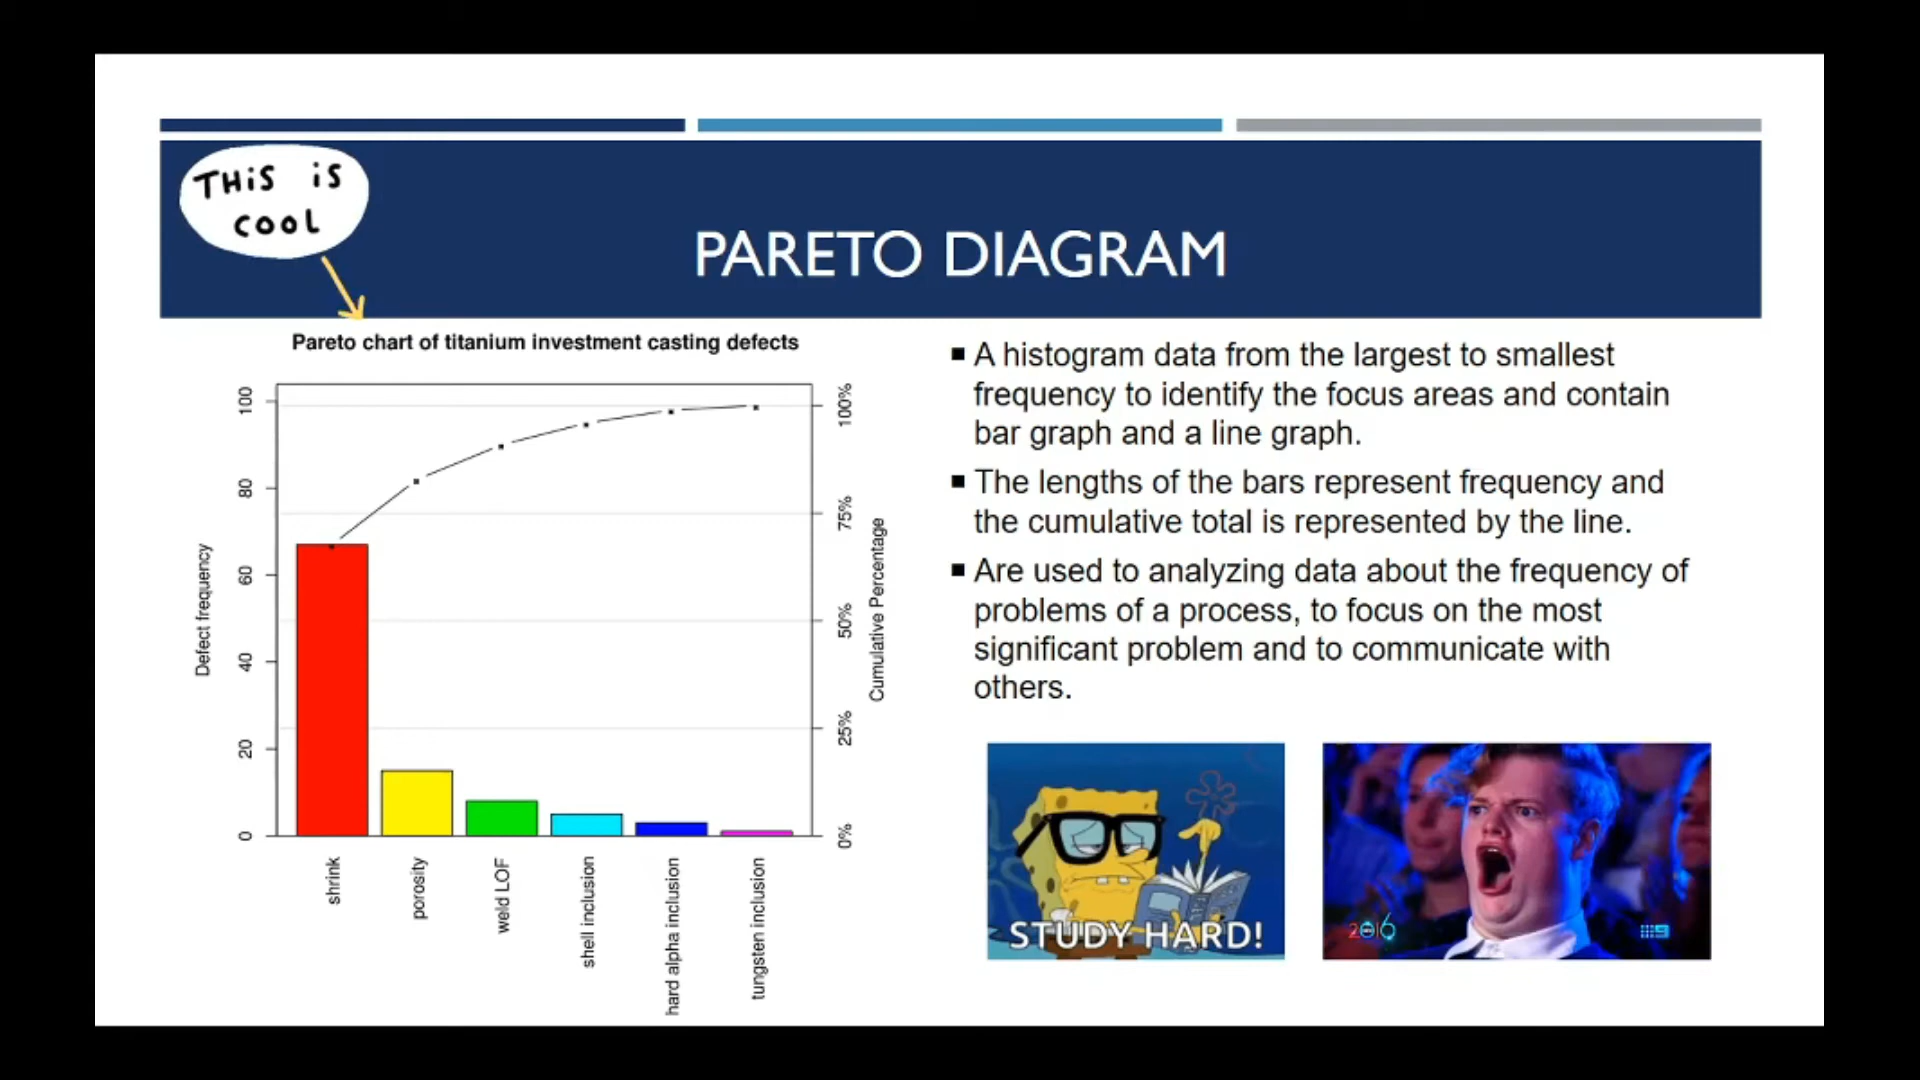 THiS iS
COOL
PARETO DIAGRAM
Pareto chart of titanium investment casting defects
Defect frequency
0
20
40
60
80
100
0%
25%
50%
75%
100%
Cumulative Percentage
shrink
porosity
weld LOF
shell inclusion
hard alpha inclusion
tungsten inclusion
▪ A histogram data from the largest to smallest
frequency to identify the focus areas and contain
bar graph and a line graph.
▪ The lengths of the bars represent frequency and
the cumulative total is represented by the line.
▪ Are used to analyzing data about the frequency of
problems of a process, to focus on the most
significant problem and to communicate with
others.
STUDY HARD!
2016
9